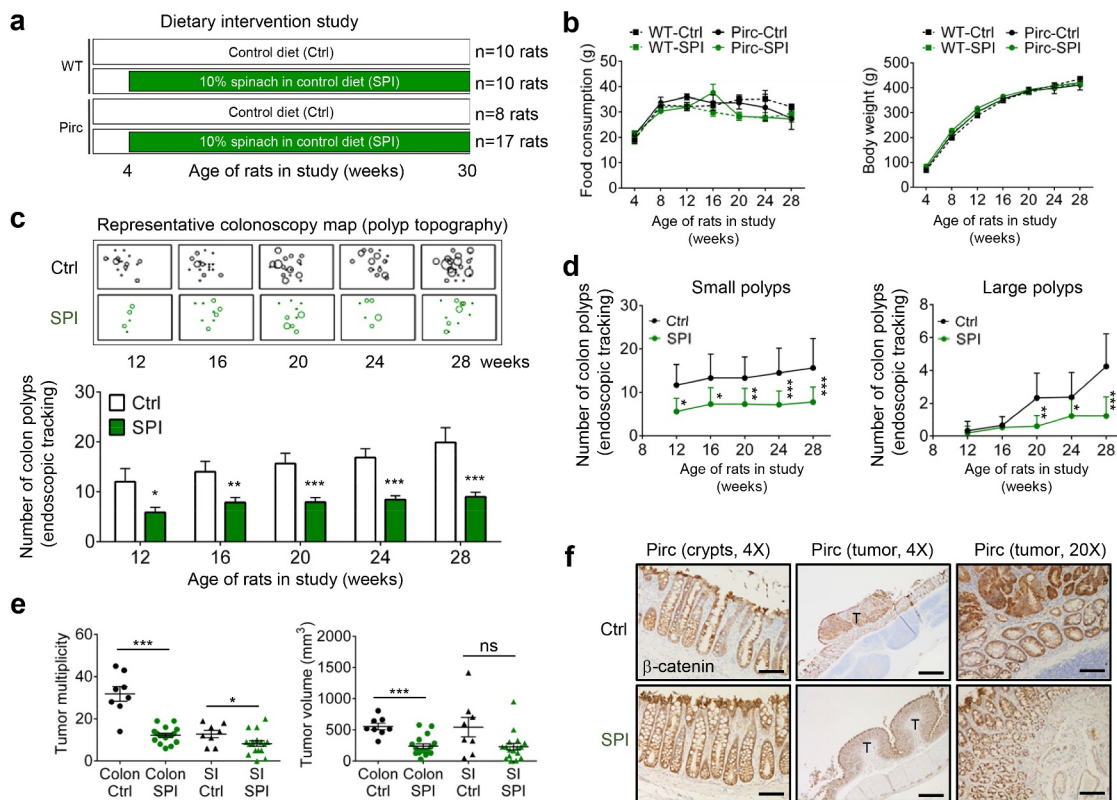 a
Dietary intervention study
WT
Control diet (Ctrl)
n=10 rats
10% spinach in control diet (SPI)
n=10 rats
Pirc
Control diet (Ctrl)
n=8 rats
10% spinach in control diet (SPI)
n=17 rats
4
Age of rats in study (weeks)
30
b
WT-Ctrl
Pirc-Ctrl
WT-SPI
Pirc-SPI
Food consumption (g)
50
40
30
20
10
0
4 8 12 16 20 24 28
Age of rats in study
(weeks)
WT-Ctrl
Pirc-Ctrl
WT-SPI
Pirc-SPI
Body weight (g)
500
400
300
200
100
0
4 8 12 16 20 24 28
Age of rats in study
(weeks)
c
Representative colonoscopy map (polyp topography)
Ctrl
SPI
12 16 20 24 28 weeks
Number of colon polyps
(endoscopic tracking)
30
20
10
0
Ctrl
SPI
* ** *** *** ***
12 16 20 24 28
Age of rats in study (weeks)
d
Small polyps
Number of colon polyps
(endoscopic tracking)
30
20
10
0
Ctrl
SPI
* * ** *** ***
12 16 20 24 28
Age of rats in study
(weeks)
Large polyps
Number of colon polyps
(endoscopic tracking)
8
6
4
2
0
Ctrl
SPI
** * ***
12 16 20 24 28
Age of rats in study
(weeks)
e
Tumor multiplicity
60
40
20
0
***
*
Colon Colon SI SI
Ctrl SPI Ctrl SPI
Tumor volume (mm³)
2000
1500
1000
500
0
***
ns
Colon Colon SI SI
Ctrl SPI Ctrl SPI
f
Pirc (crypts, 4X)
Pirc (tumor, 4X)
Pirc (tumor, 20X)
Ctrl
β-catenin
T
SPI
T
T